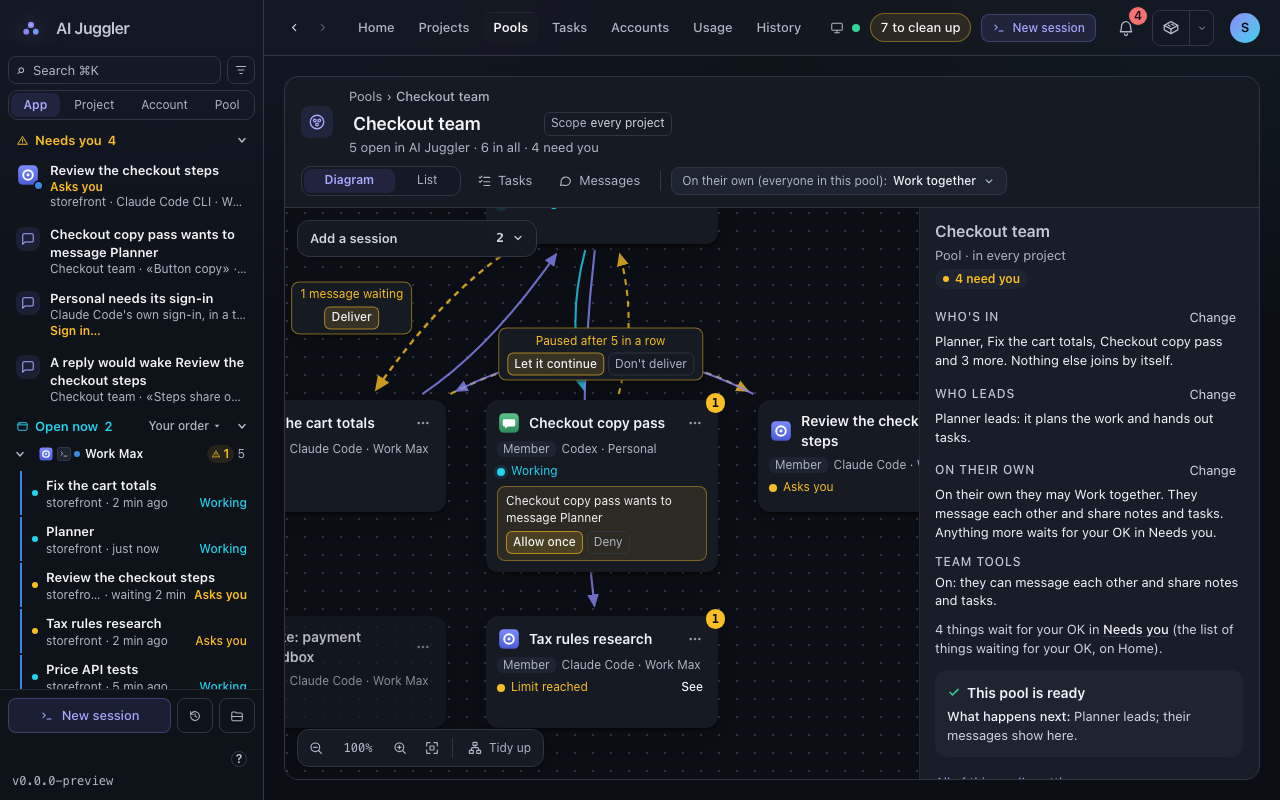 AI Juggler
Search ⌘K
App Project Account Pool
Needs you 4
Review the checkout steps
Asks you
storefront · Claude Code CLI · W...
Checkout copy pass wants to
message Planner
Checkout team · «Button copy» ·...
Personal needs its sign-in
Claude Code's own sign-in, in a t...
Sign in...
A reply would wake Review the
checkout steps
Checkout team · «Steps share o...
Open now 2 Your order
Work Max 1 5
Fix the cart totals
storefront · 2 min ago Working
Planner
storefront · just now Working
Review the checkout steps
storefro... · waiting 2 min Asks you
Tax rules research
storefront · 2 min ago Asks you
Price API tests
storefront · 5 min ago Working
New session
?
v0.0.0-preview
Home Projects Pools Tasks Accounts Usage History
7 to clean up
New session
4
S
Pools › Checkout team
Checkout team
Scope every project
5 open in AI Juggler · 6 in all · 4 need you
Diagram List Tasks Messages
On their own (everyone in this pool): Work together
Add a session 2
1 message waiting
Deliver
Paused after 5 in a row
Let it continue Don't deliver
he cart totals
Claude Code · Work Max
1
Checkout copy pass
Member Codex · Personal
Working
Checkout copy pass wants to
message Planner
Allow once Deny
Review the check
steps
Member Claude Code ·
Asks you
: payment
dbox
Claude Code · Work Max
1
Tax rules research
Member Claude Code · Work Max
Limit reached See
100% Tidy up
Checkout team
Pool · in every project
4 need you
WHO'S IN Change
Planner, Fix the cart totals, Checkout copy pass
and 3 more. Nothing else joins by itself.
WHO LEADS Change
Planner leads: it plans the work and hands out
tasks.
ON THEIR OWN Change
On their own they may Work together. They
message each other and share notes and tasks.
Anything more waits for your OK in Needs you.
TEAM TOOLS
On: they can message each other and share notes
and tasks.
4 things wait for your OK in Needs you (the list of
things waiting for your OK, on Home).
This pool is ready
What happens next: Planner leads; their
messages show here.